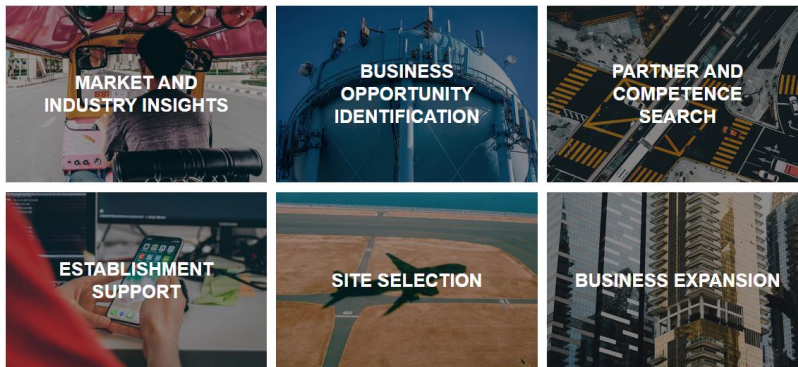 MARKET AND
INDUSTRY INSIGHTS
BUSINESS
OPPORTUNITY
IDENTIFICATION
PARTNER AND
COMPETENCE
SEARCH
ESTABLISHMENT
SUPPORT
SITE SELECTION
BUSINESS EXPANSION